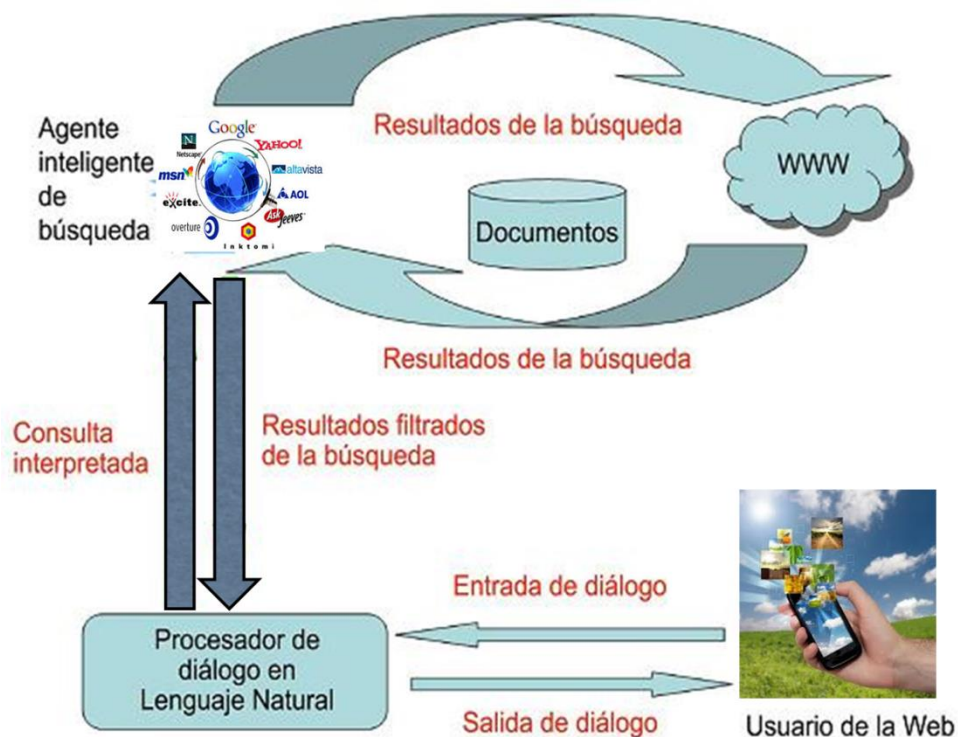 Resultados de la búsqueda
Agente
inteligente
de
búsqueda
Google
Netscape
YAHOO!
msn
altavista
excite.
AOL
Ask
Jeeves
overture
Inktomi
WWW
Documentos
Resultados de la búsqueda
Consulta
interpretada
Resultados filtrados
de la búsqueda
Entrada de diálogo
Procesador de
diálogo en
Lenguaje Natural
Salida de diálogo
Usuario de la Web